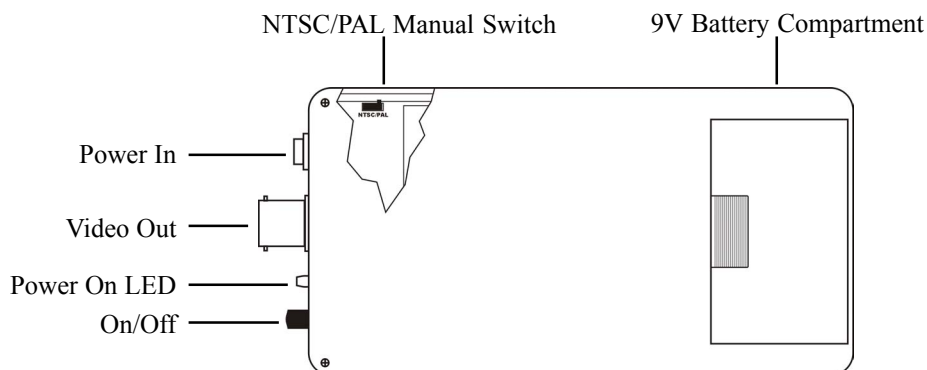 NTSC/PAL Manual Switch
9V Battery Compartment
NTSC/PAL
Power In
Video Out
Power On LED
On/Off